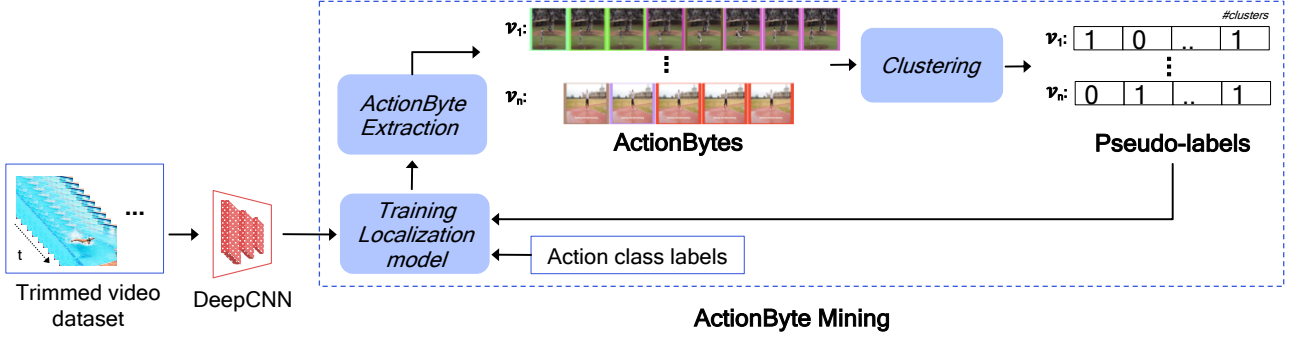 #clusters
𝒱1:
1 0 .. 1
𝒱1:
ActionByte
Extraction
Clustering
𝒱n:
0 1 .. 1
𝒱n:
ActionBytes
Pseudo-labels
...
t
Training
Localization
model
Action class labels
Trimmed video
dataset
DeepCNN
ActionByte Mining